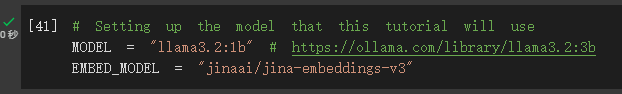 [41] # Setting up the model that this tutorial will use
0秒 MODEL = "llama3.2:1b" # https://ollama.com/library/llama3.2:3b
EMBED_MODEL = "jinaai/jina-embeddings-v3"